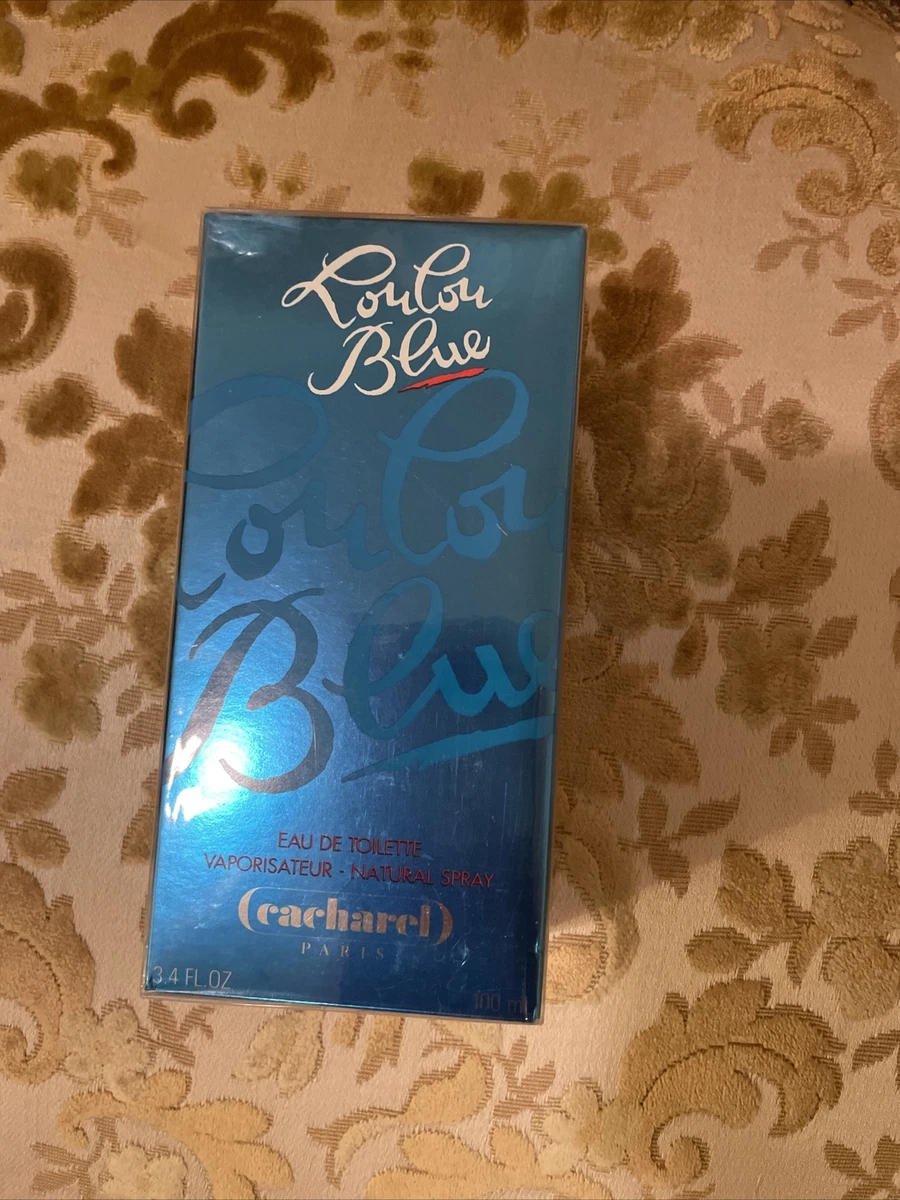 Loulou
Blue
Loulou
Blue
EAU DE TOILETTE
VAPORISATEUR - NATURAL SPRAY
(cacharel)
PARIS
3.4 FL.OZ
100 ml